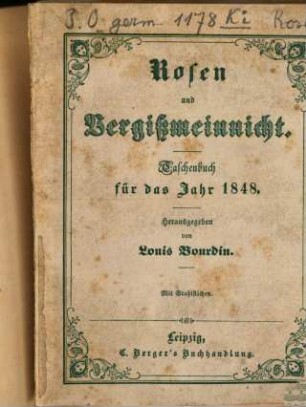 P. O germ. 1178 Ki
Rosen
und
Vergißmeinnicht.
Taschenbuch
für das Jahr 1848.
Herausgegeben
von
Louis Bourdin.
Mit Stahlstichen.
Leipzig,
C. Berger's Buchhandlung.